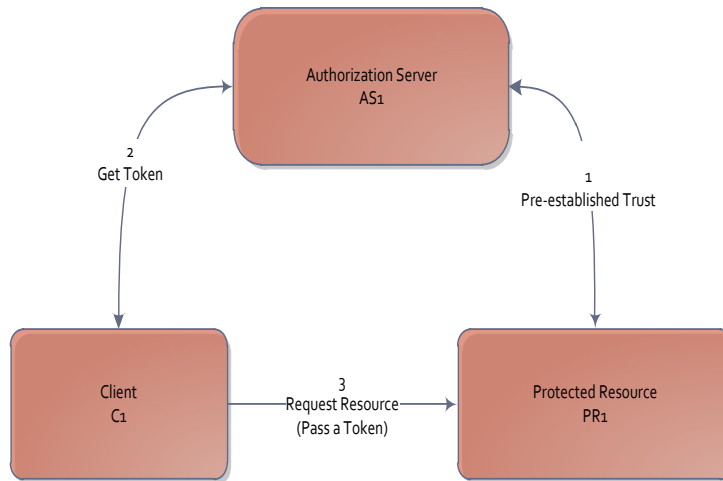 Authorization Server
AS1
2
Get Token
1
Pre-established Trust
Client
C1
3
Request Resource
(Pass a Token)
Protected Resource
PR1